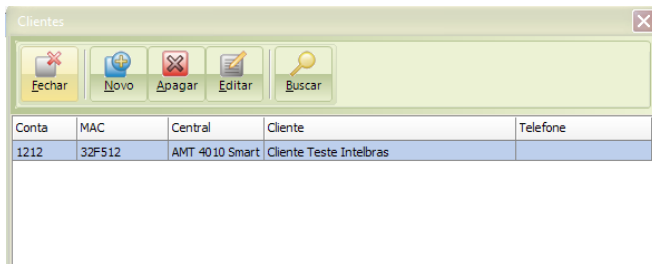 Clientes
Fechar Novo Apagar Editar Buscar
Conta MAC Central Cliente Telefone
1212 32F512 AMT 4010 Smart Cliente Teste Intelbras